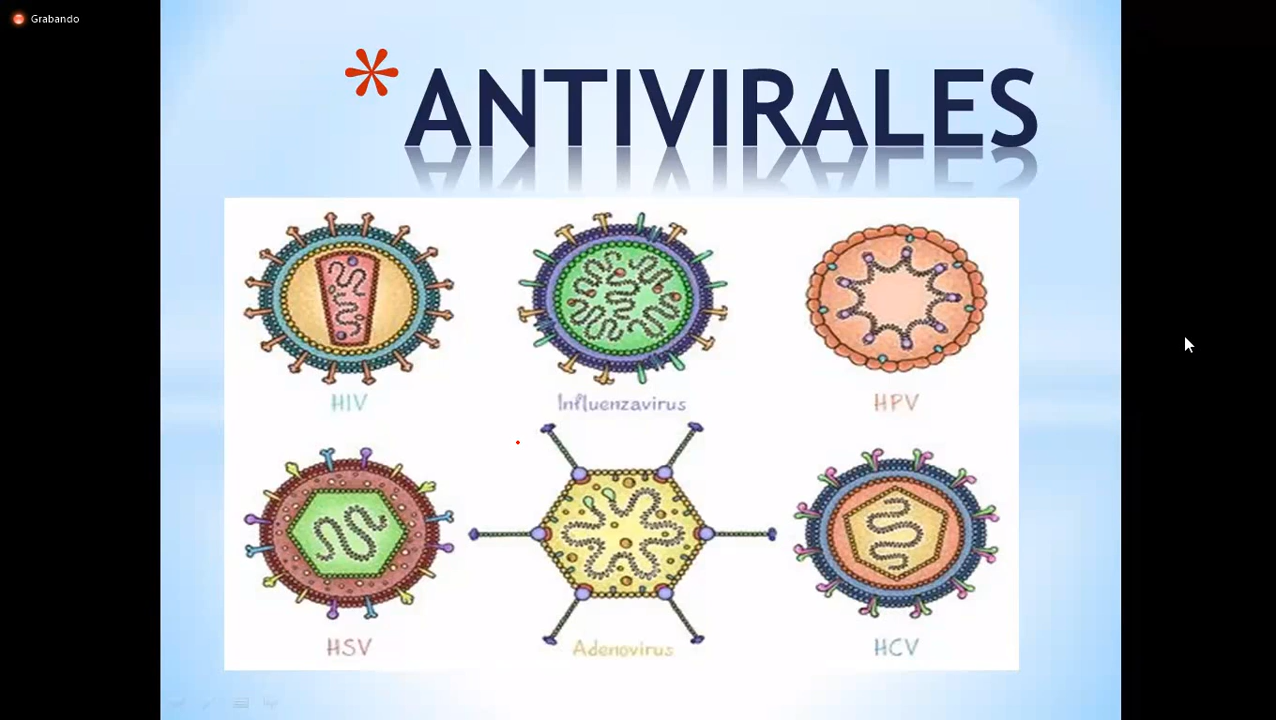 Grabando
* ANTIVIRALES
HIV
Influenzavirus
HPV
HSV
Adenovirus
HCV